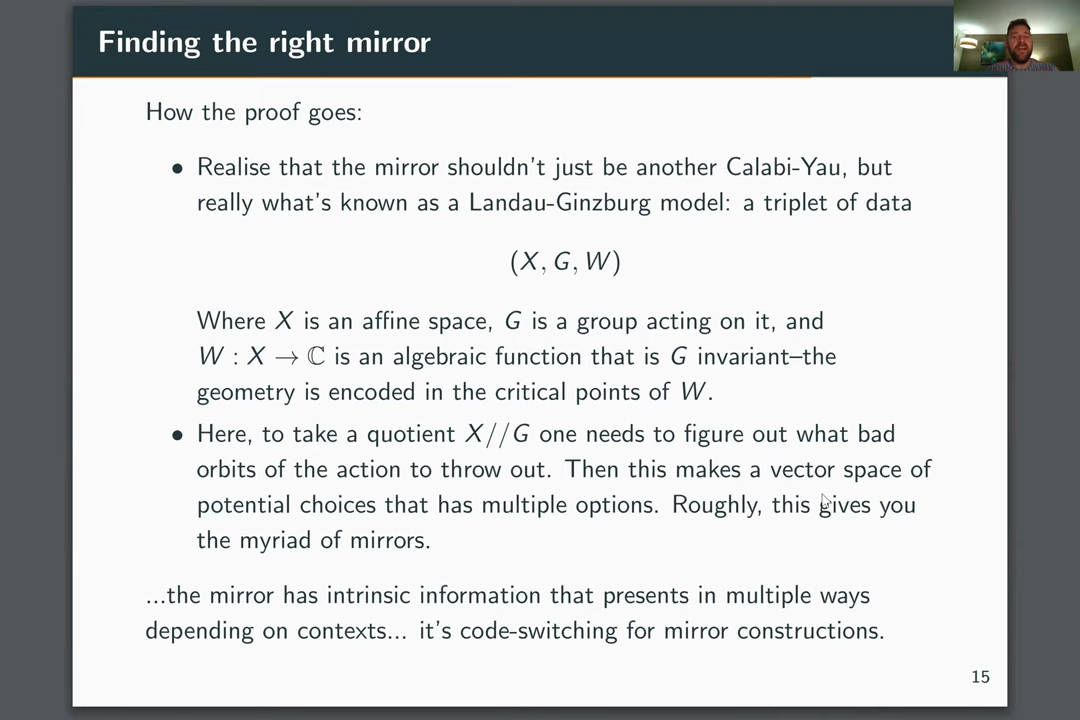 Finding the right mirror
How the proof goes:
• Realise that the mirror shouldn't just be another Calabi-Yau, but
really what's known as a Landau-Ginzburg model: a triplet of data
(X, G, W)
Where X is an affine space, G is a group acting on it, and
W : X → ℂ is an algebraic function that is G invariant–the
geometry is encoded in the critical points of W.
• Here, to take a quotient X//G one needs to figure out what bad
orbits of the action to throw out. Then this makes a vector space of
potential choices that has multiple options. Roughly, this gives you
the myriad of mirrors.
...the mirror has intrinsic information that presents in multiple ways
depending on contexts... it's code-switching for mirror constructions.
15